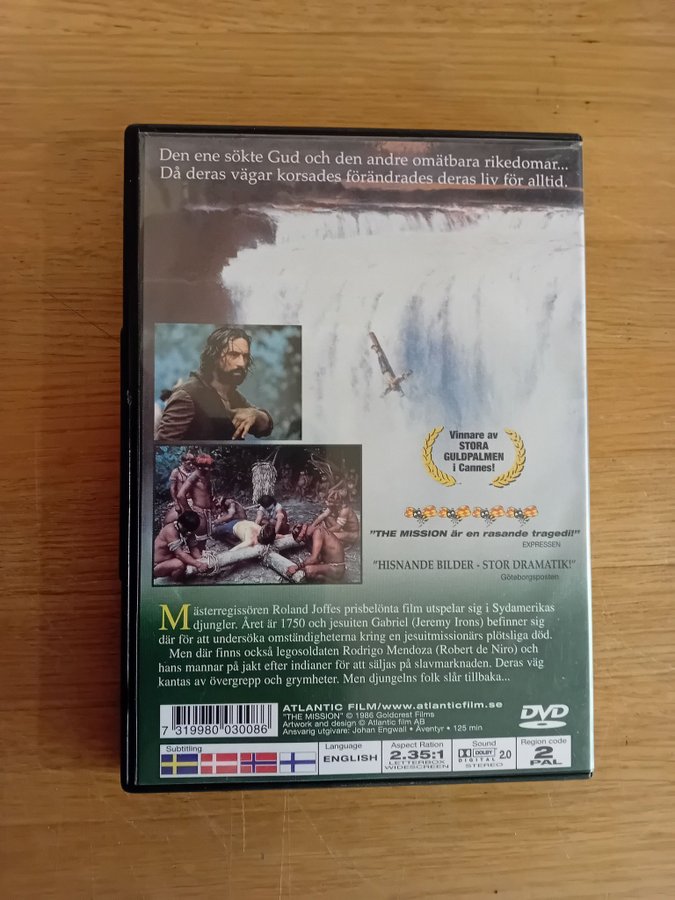 Den ene sökte Gud och den andre omätbara rikedomar...
Då deras vägar korsades förändrades deras liv för alltid.
Vinnare av
STORA
GULDPALMEN
i Cannes!
"THE MISSION är en rasande tragedi!"
EXPRESSEN
"HISNANDE BILDER - STOR DRAMATIK!"
Göteborgsposten
Mästerregissören Roland Joffes prisbelönta film utspelar sig i Sydamerikas
djungler. Året är 1750 och jesuiten Gabriel (Jeremy Irons) befinner sig
där för att undersöka omständigheterna kring en jesuitmissionärs plötsliga död.
Men där finns också legosoldaten Rodrigo Mendoza (Robert de Niro) och
hans mannar på jakt efter indianer för att säljas på slavmarknaden. Deras väg
kantas av övergrepp och grymheter. Men djungelns folk slår tillbaka...
ATLANTIC FILM/www.atlanticfilm.se
"THE MISSION" © 1986 Goldcrest Films
Artwork and design © Atlantic film AB
Ansvarig utgivare: Johan Engwall • Äventyr • 125 min
7 319980 030086
DVD
Subtitling
Language
ENGLISH
Aspect Ration
2.35:1
LETTERBOX
WIDESCREEN
Sound
DOLBY
DIGITAL
2.0
STEREO
Region code
2
PAL